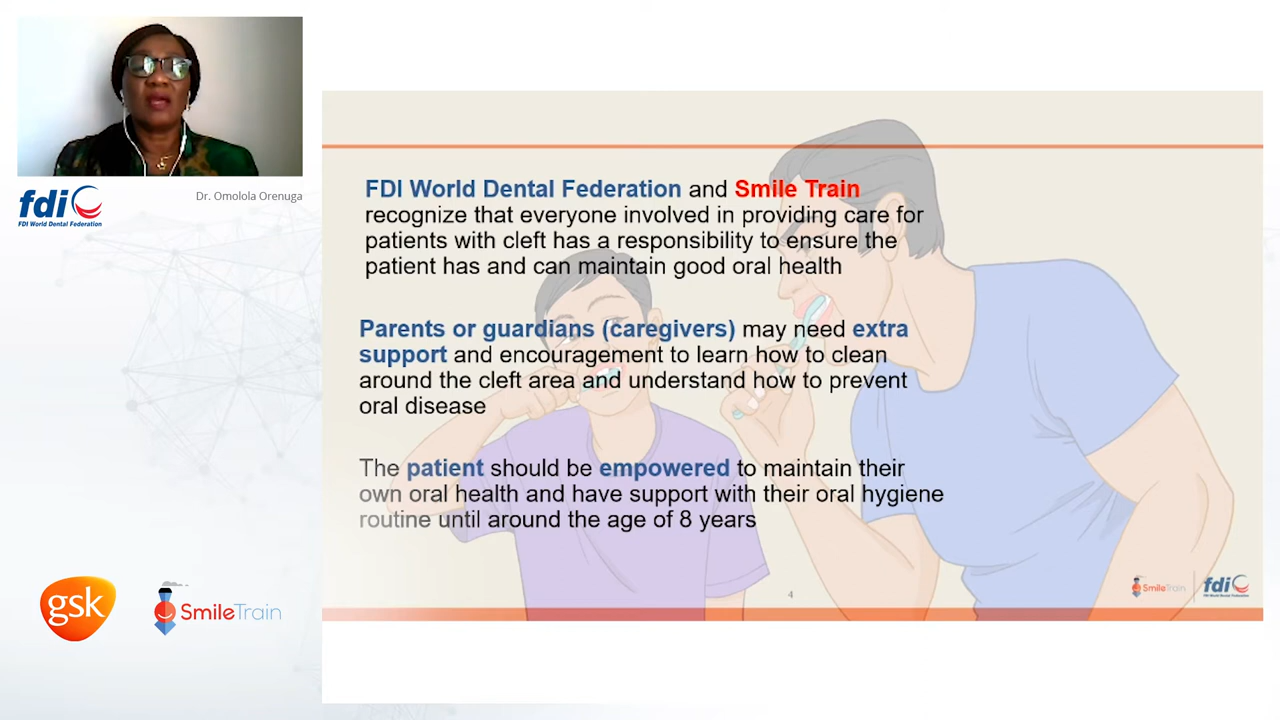 fdi
FDI World Dental Federation
Dr. Omolola Orenuga
FDI World Dental Federation and Smile Train
recognize that everyone involved in providing care for
patients with cleft has a responsibility to ensure the
patient has and can maintain good oral health
Parents or guardians (caregivers) may need extra
support and encouragement to learn how to clean
around the cleft area and understand how to prevent
oral disease
The patient should be empowered to maintain their
own oral health and have support with their oral hygiene
routine until around the age of 8 years
4
SmileTrain
fdi
FDI World Dental Federation
gsk
SmileTrain